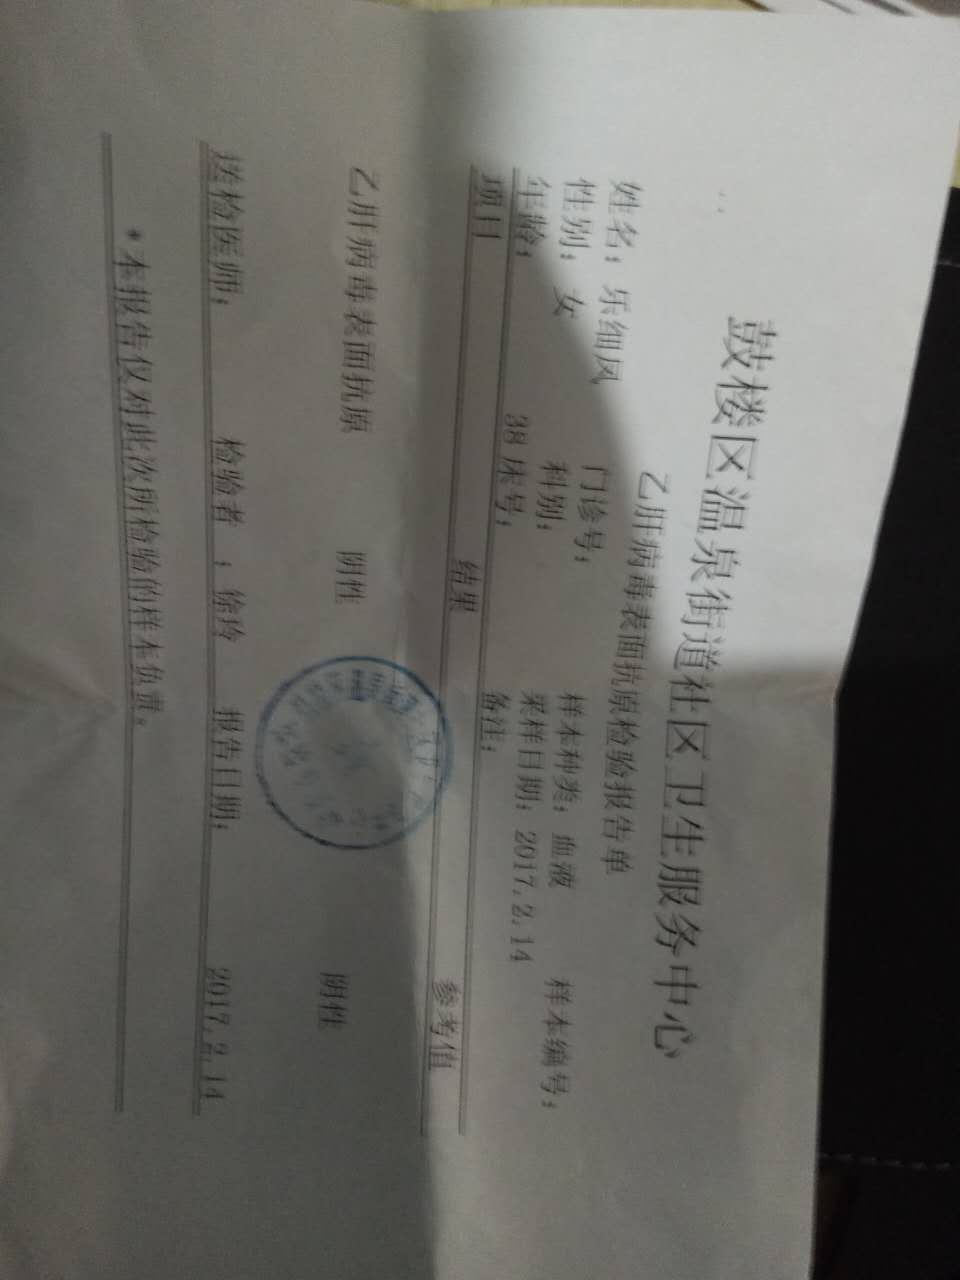 鼓楼区温泉街道社区卫生服务中心
乙肝病毒表面抗原检验报告单
姓名：乐细凤 门诊号： 样本种类：血液 样本编号：
性别：女 科别： 采样日期：2017.2.14
年龄： 38 床号： 备注：
项目 结果 参考值
乙肝病毒表面抗原 阴性 阴性
送检医师： 检验者：徐玲 报告日期： 2017.2.14
*本报告仅对此次所检验的样本负责。